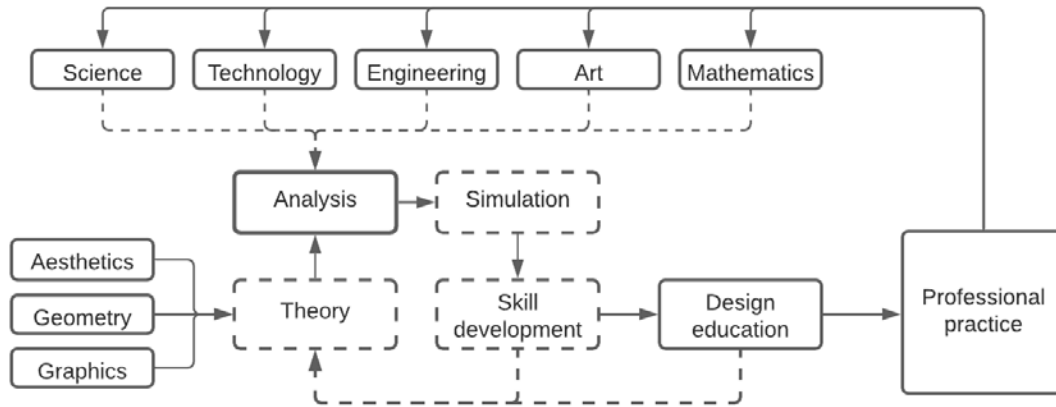 Science
Technology
Engineering
Art
Mathematics
Analysis
Simulation
Aesthetics
Geometry
Graphics
Theory
Skill
development
Design
education
Professional
practice